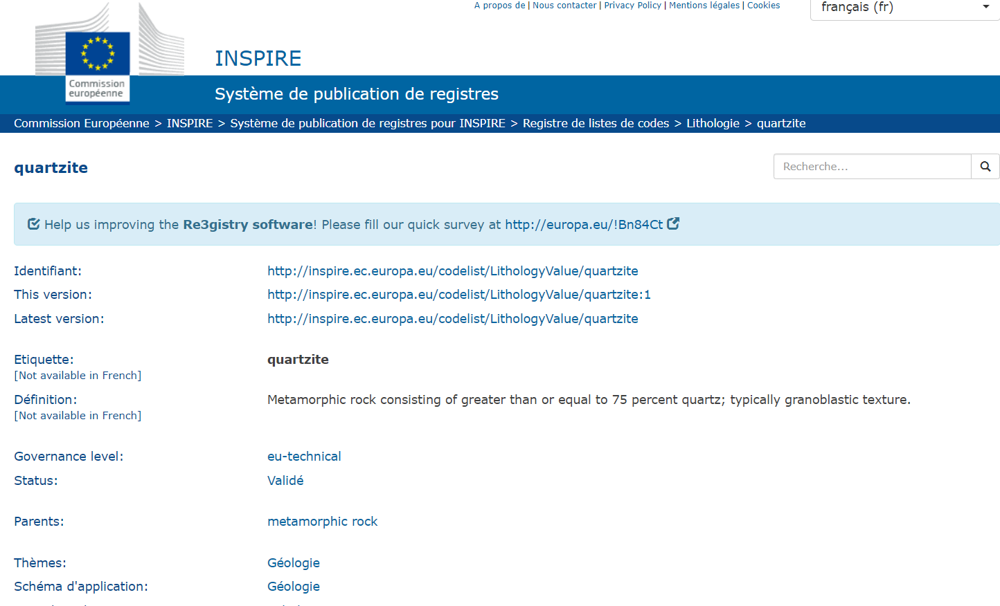 A propos de | Nous contacter | Privacy Policy | Mentions légales | Cookies
français (fr)
Commission
européenne
INSPIRE
Système de publication de registres
Commission Européenne > INSPIRE > Système de publication de registres pour INSPIRE > Registre de listes de codes > Lithologie > quartzite
quartzite
Recherche...
Help us improving the Re3gistry software! Please fill our quick survey at http://europa.eu/!Bn84Ct
Identifiant: http://inspire.ec.europa.eu/codelist/LithologyValue/quartzite
This version: http://inspire.ec.europa.eu/codelist/LithologyValue/quartzite:1
Latest version: http://inspire.ec.europa.eu/codelist/LithologyValue/quartzite
Etiquette: quartzite
[Not available in French]
Définition: Metamorphic rock consisting of greater than or equal to 75 percent quartz; typically granoblastic texture.
[Not available in French]
Governance level: eu-technical
Status: Validé
Parents: metamorphic rock
Thèmes: Géologie
Schéma d'application: Géologie